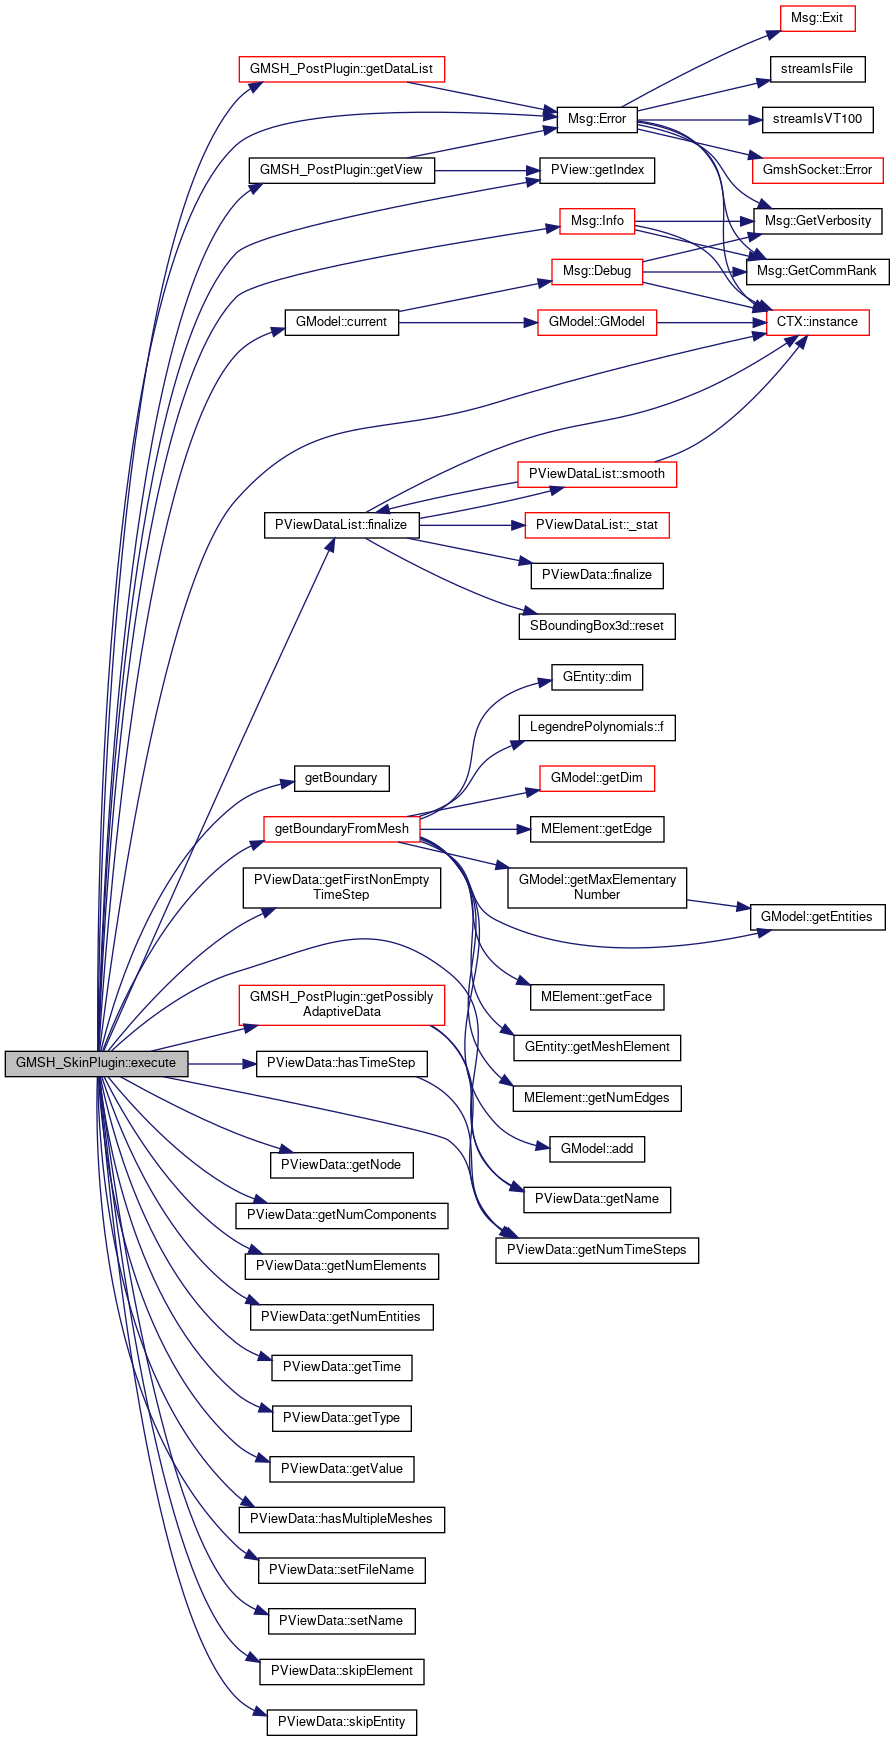 Msg::Exit
GMSH_PostPlugin::getDataList
streamIsFile
Msg::Error
streamIsVT100
GMSH_PostPlugin::getView
PView::getIndex
GmshSocket::Error
Msg::Info
Msg::GetVerbosity
Msg::Debug
Msg::GetCommRank
GModel::current
GModel::GModel
CTX::instance
PViewDataList::smooth
PViewDataList::finalize
PViewDataList::_stat
PViewData::finalize
SBoundingBox3d::reset
GEntity::dim
LegendrePolynomials::f
getBoundary
GModel::getDim
getBoundaryFromMesh
MElement::getEdge
PViewData::getFirstNonEmpty
TimeStep
GModel::getMaxElementary
Number
GModel::getEntities
GMSH_PostPlugin::getPossibly
AdaptiveData
MElement::getFace
GEntity::getMeshElement
GMSH_SkinPlugin::execute
PViewData::hasTimeStep
MElement::getNumEdges
GModel::add
PViewData::getNode
PViewData::getName
PViewData::getNumComponents
PViewData::getNumTimeSteps
PViewData::getNumElements
PViewData::getNumEntities
PViewData::getTime
PViewData::getType
PViewData::getValue
PViewData::hasMultipleMeshes
PViewData::setFileName
PViewData::setName
PViewData::skipElement
PViewData::skipEntity